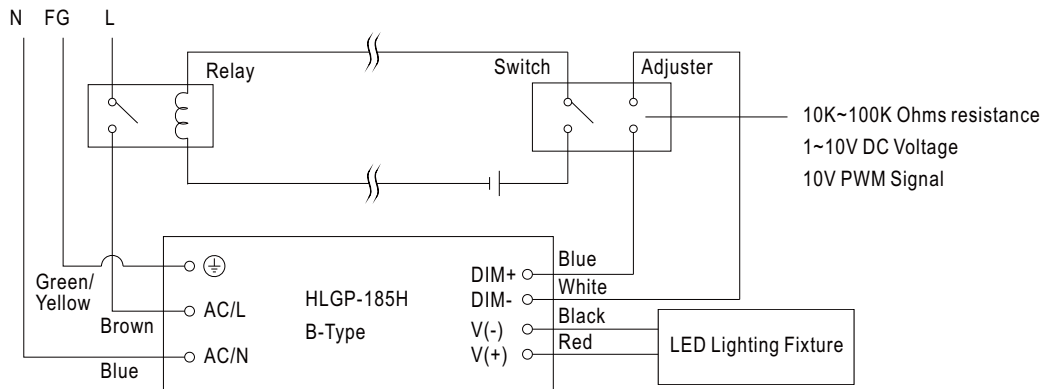 N FG L
Relay
Switch
Adjuster
10K~100K Ohms resistance
1~10V DC Voltage
10V PWM Signal
Green/
Yellow
Brown
Blue
AC/L
AC/N
HLGP-185H
B-Type
DIM+
DIM-
V(-)
V(+)
Blue
White
Black
Red
LED Lighting Fixture